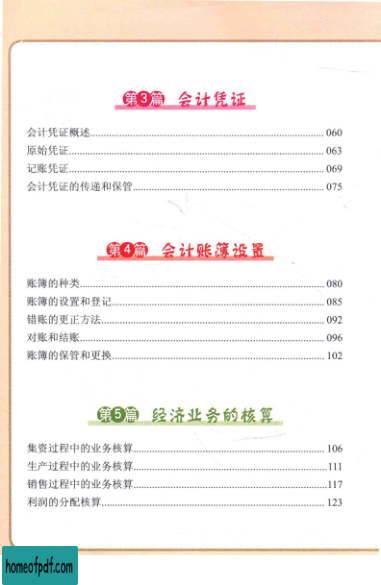 第3篇 会计凭证
会计凭证概述 060
原始凭证 063
记账凭证 069
会计凭证的传递和保管 075
第4篇 会计账簿设置
账簿的种类 080
账簿的设置和登记 085
错账的更正方法 092
对账和结账 096
账簿的保管和更换 102
第5篇 经济业务的核算
集资过程中的业务核算 106
生产过程中的业务核算 111
销售过程中的业务核算 117
利润的分配核算 123
homeofpdf.com